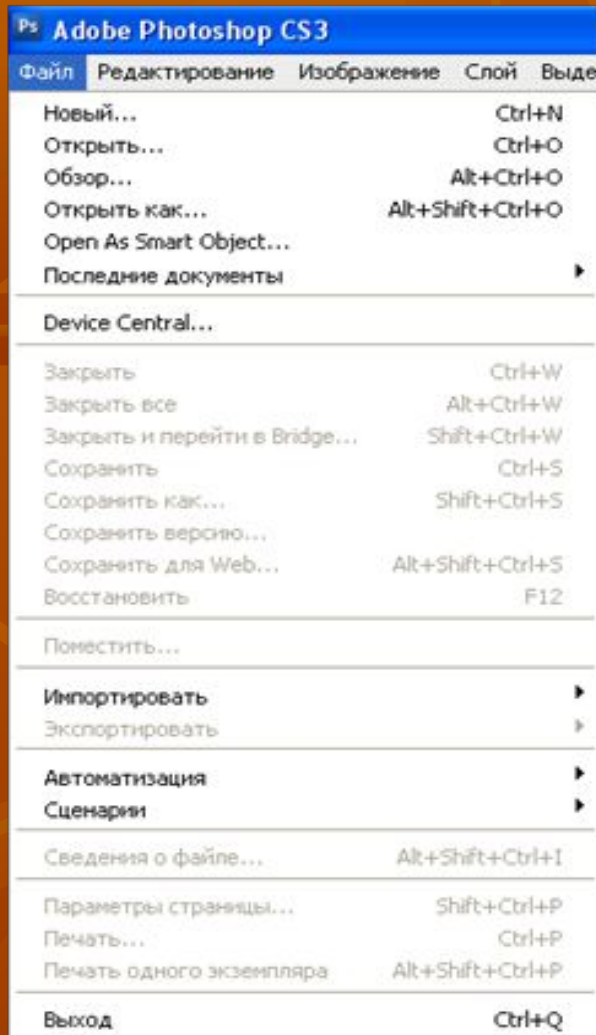 Ps Adobe Photoshop CS3
Файл Редактирование Изображение Слой Выде
Новый... Ctrl+N
Открыть... Ctrl+O
Обзор... Alt+Ctrl+O
Открыть как... Alt+Shift+Ctrl+O
Open As Smart Object...
Последние документы
Device Central...
Закрыть Ctrl+W
Закрыть все Alt+Ctrl+W
Закрыть и перейти в Bridge... Shift+Ctrl+W
Сохранить Ctrl+S
Сохранить как... Shift+Ctrl+S
Сохранить версию...
Сохранить для Web... Alt+Shift+Ctrl+S
Восстановить F12
Поместить...
Импортировать
Экспортировать
Автоматизация
Сценарии
Сведения о файле... Alt+Shift+Ctrl+I
Параметры страницы... Shift+Ctrl+P
Печать... Ctrl+P
Печать одного экземпляра Alt+Shift+Ctrl+P
Выход Ctrl+Q